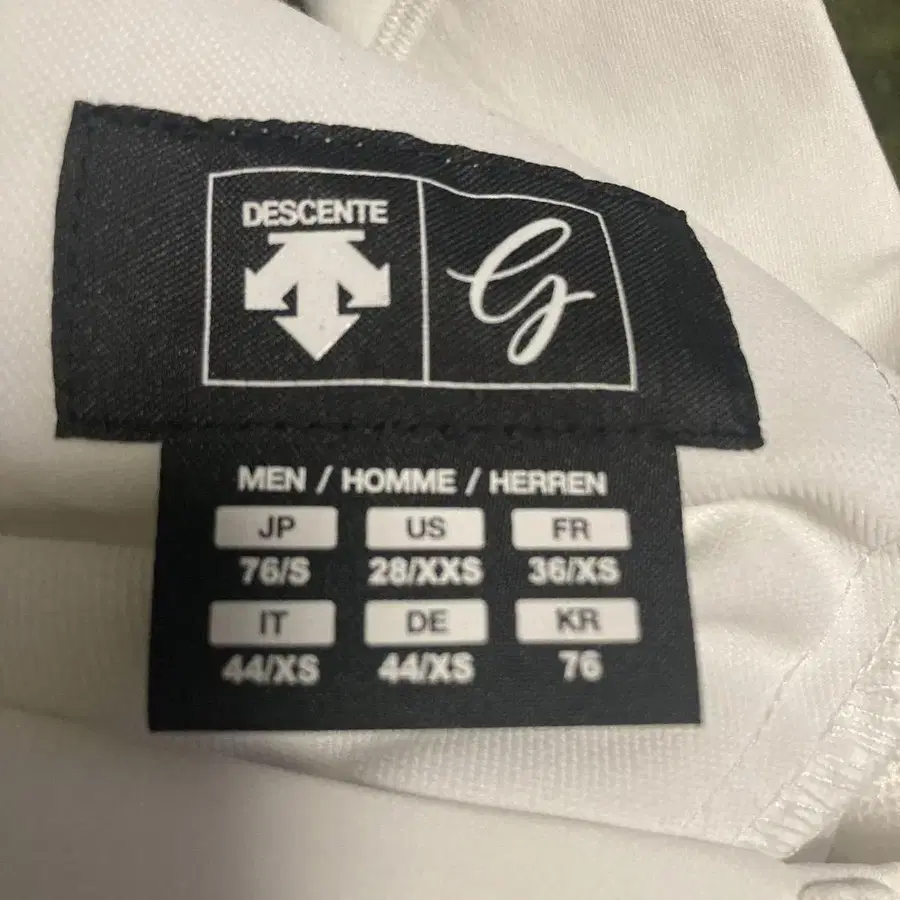 DESCENTE
G
MEN / HOMME / HERREN
JP US FR
76/S 28/XXS 36/XS
IT DE KR
44/XS 44/XS 76